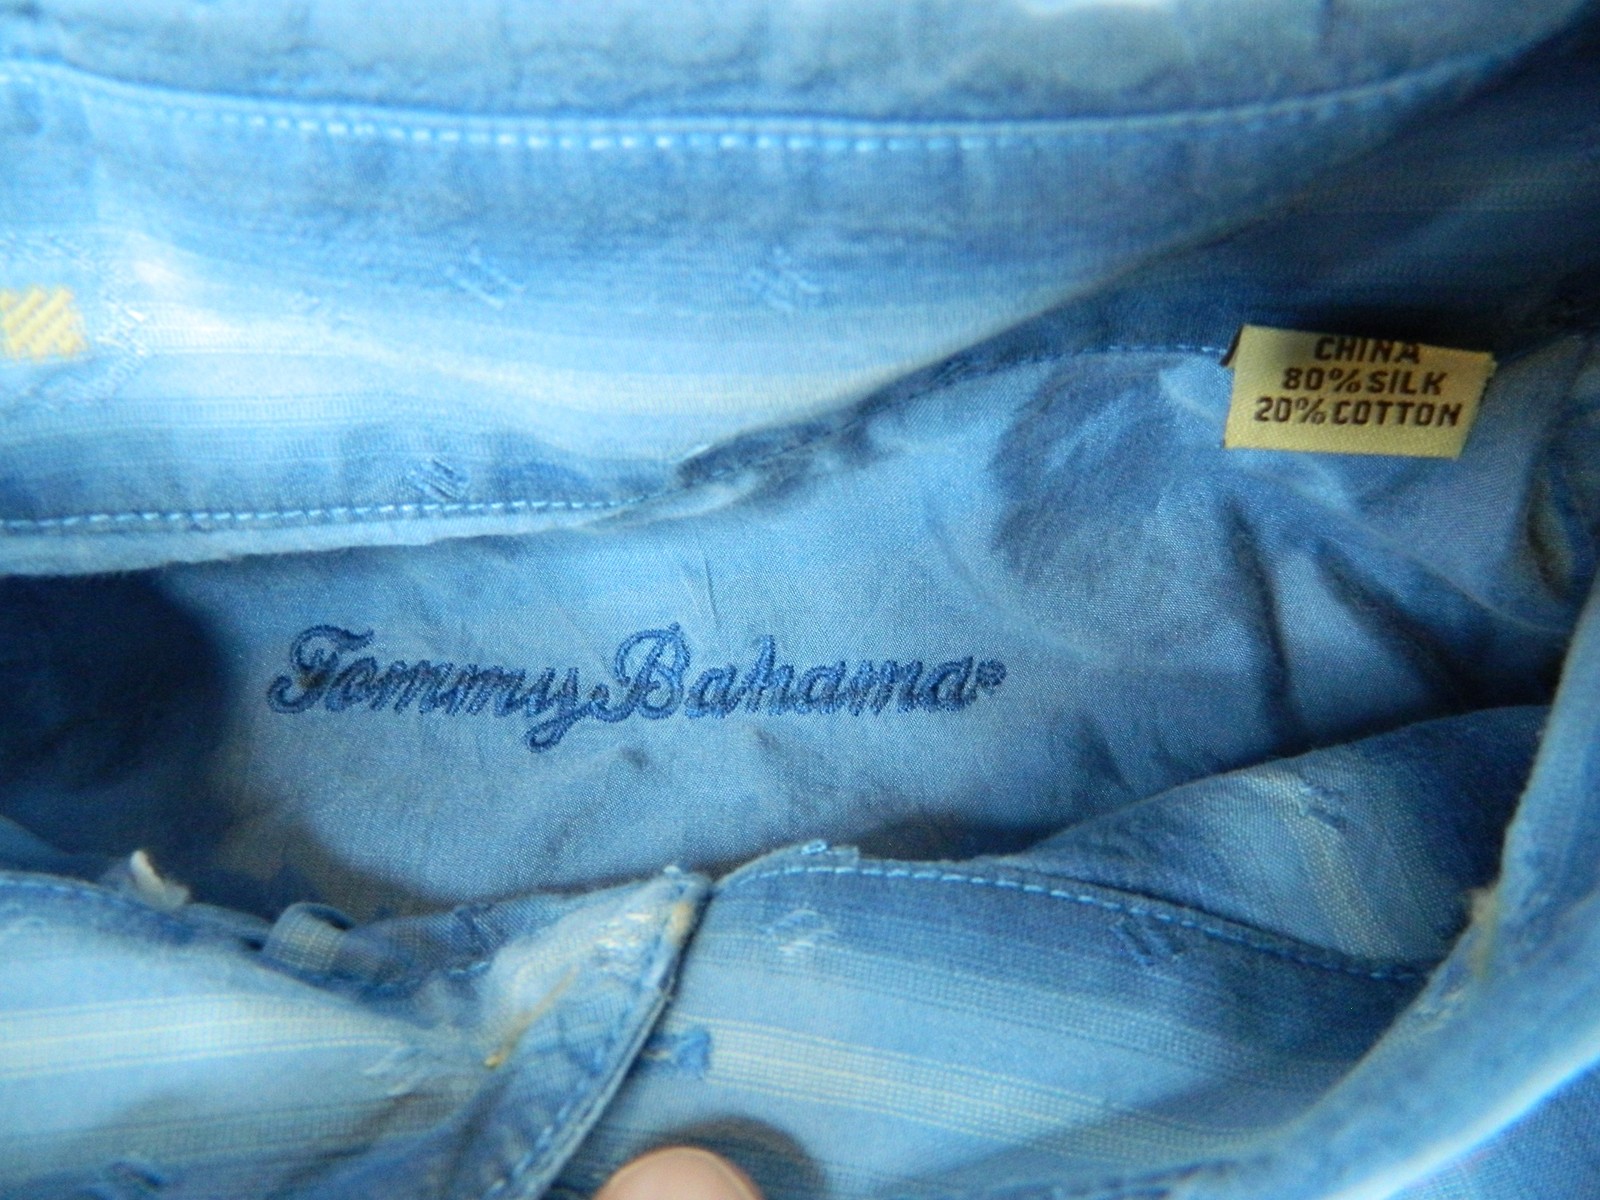 CHINA
80% SILK
20% COTTON
Tommy Bahama®